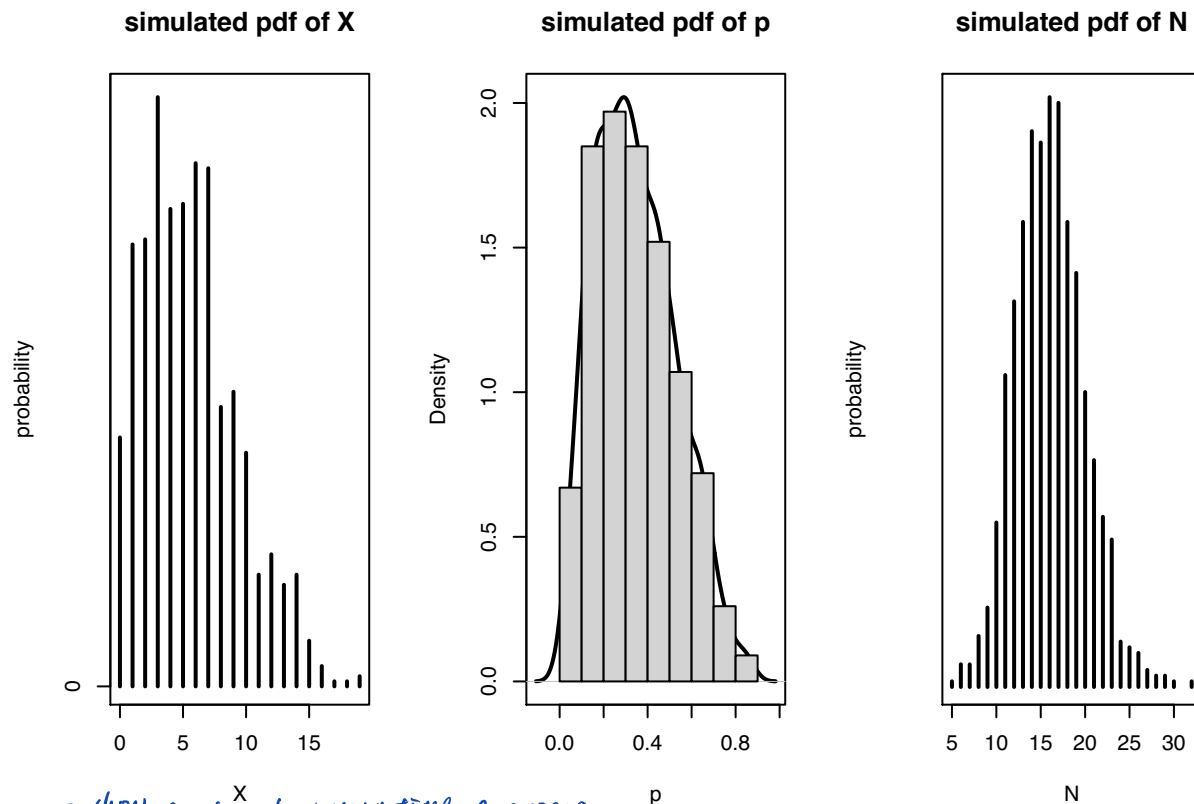 simulated pdf of X
simulated pdf of p
simulated pdf of N
probability
0
0 5 10 15
X
Density
0.0 0.5 1.0 1.5 2.0
0.0 0.4 0.8
p
probability
5 10 15 20 25 30
N